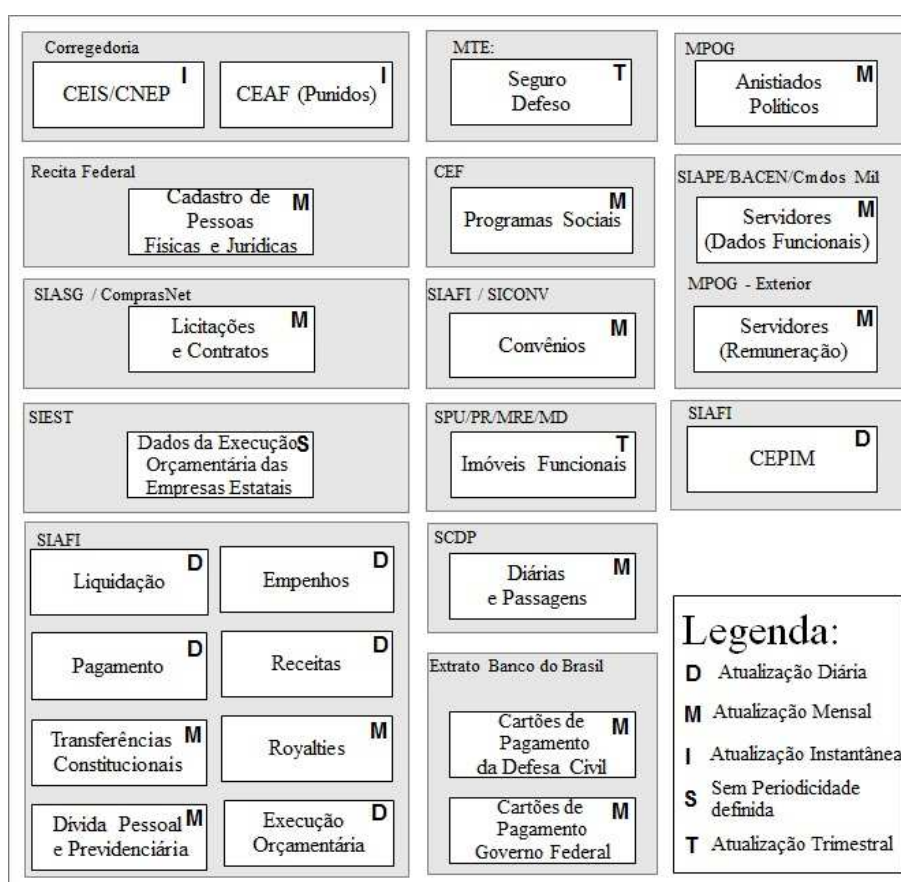 Corregedoria
CEIS/CNEP
I
CEAF (Punidos)
I
MTE:
Seguro
Defeso
T
MPOG
Anistiados
Políticos
M
Recita Federal
Cadastro de
Pessoas
Físicas e Jurídicas
M
CEF
Programas Sociais
M
SIAPE/BACEN/Cmdos Mil
Servidores
(Dados Funcionais)
M
MPOG - Exterior
Servidores
(Remuneração)
M
SIASG / ComprasNet
Licitações
e Contratos
M
SIAFI / SICONV
Convênios
M
SIEST
Dados da Execução
Orçamentária das
Empresas Estatais
S
SPU/PR/MRE/MD
Imóveis Funcionais
T
SIAFI
CEPIM
D
SIAFI
Liquidação
D
Empenhos
D
Pagamento
D
Receitas
D
Transferências
Constitucionais
M
Royalties
M
Dívida Pessoal
e Previdenciária
M
Execução
Orçamentária
D
SCDP
Diárias
e Passagens
M
Extrato Banco do Brasil
Cartões de
Pagamento
da Defesa Civil
M
Cartões de
Pagamento
Governo Federal
M
Legenda:
D Atualização Diária
M Atualização Mensal
I Atualização Instantânea
S Sem Periodicidade
definida
T Atualização Trimestral